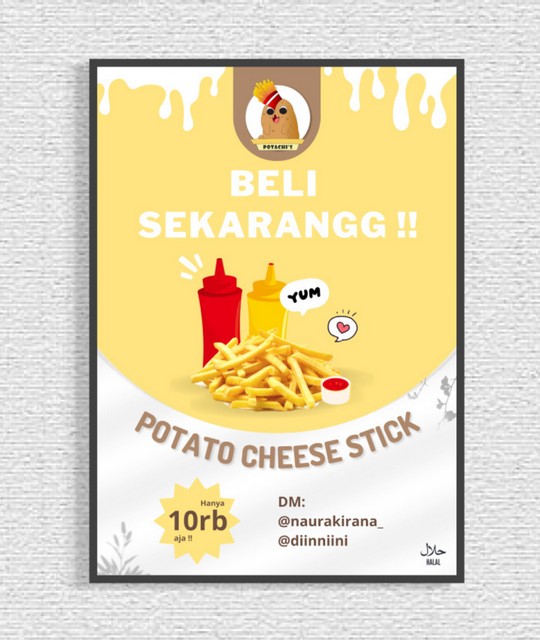 POTACHI'Y
BELI
SEKARANGG !!
YUM
POTATO CHEESE STICK
Hanya
10rb
aja !!
DM:
@naurakirana_
@diinniini
حلال
HALAL